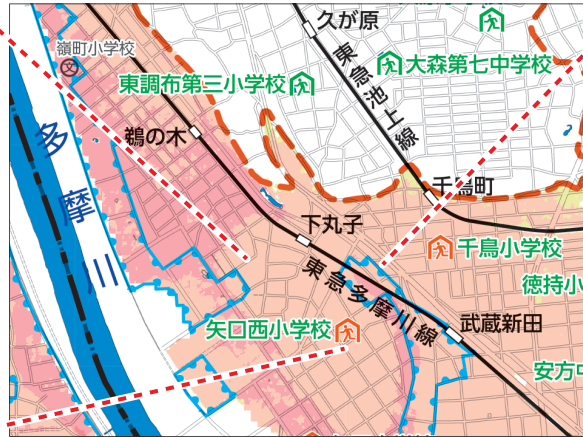 久が原
嶺町小学校
文
東調布第三小学校
大森第七中学校
東急池上線
多摩川
鵜の木
千鳥町
下丸子
千鳥小学校
東急多摩川線
徳持小
矢口西小学校
武蔵新田
安方中